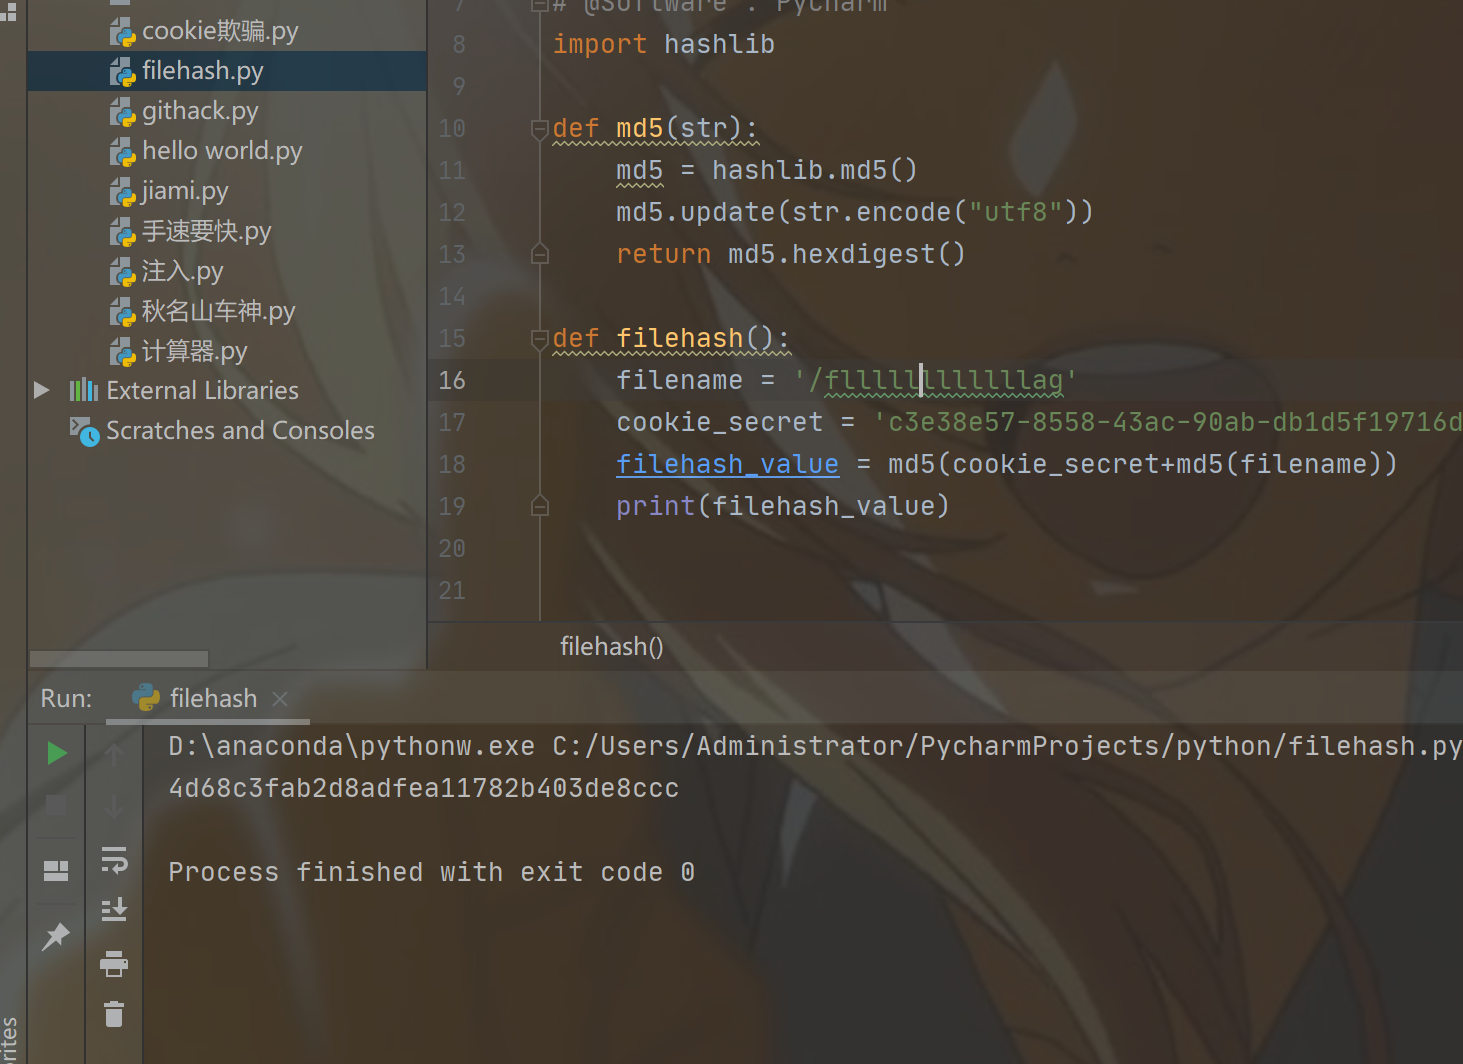 cookie欺骗.py
filehash.py
githack.py
hello world.py
jiami.py
手速要快.py
注入.py
秋名山车神.py
计算器.py
External Libraries
Scratches and Consoles
7 # @Software : PyCharm
8 import hashlib
9
10 def md5(str):
11 md5 = hashlib.md5()
12 md5.update(str.encode("utf8"))
13 return md5.hexdigest()
14
15 def filehash():
16 filename = '/fllllllllllllag'
17 cookie_secret = 'c3e38e57-8558-43ac-90ab-db1d5f19716d
18 filehash_value = md5(cookie_secret+md5(filename))
19 print(filehash_value)
20
21
filehash()
Run: filehash
D:\anaconda\pythonw.exe C:/Users/Administrator/PycharmProjects/python/filehash.py
4d68c3fab2d8adfea11782b403de8ccc
Process finished with exit code 0